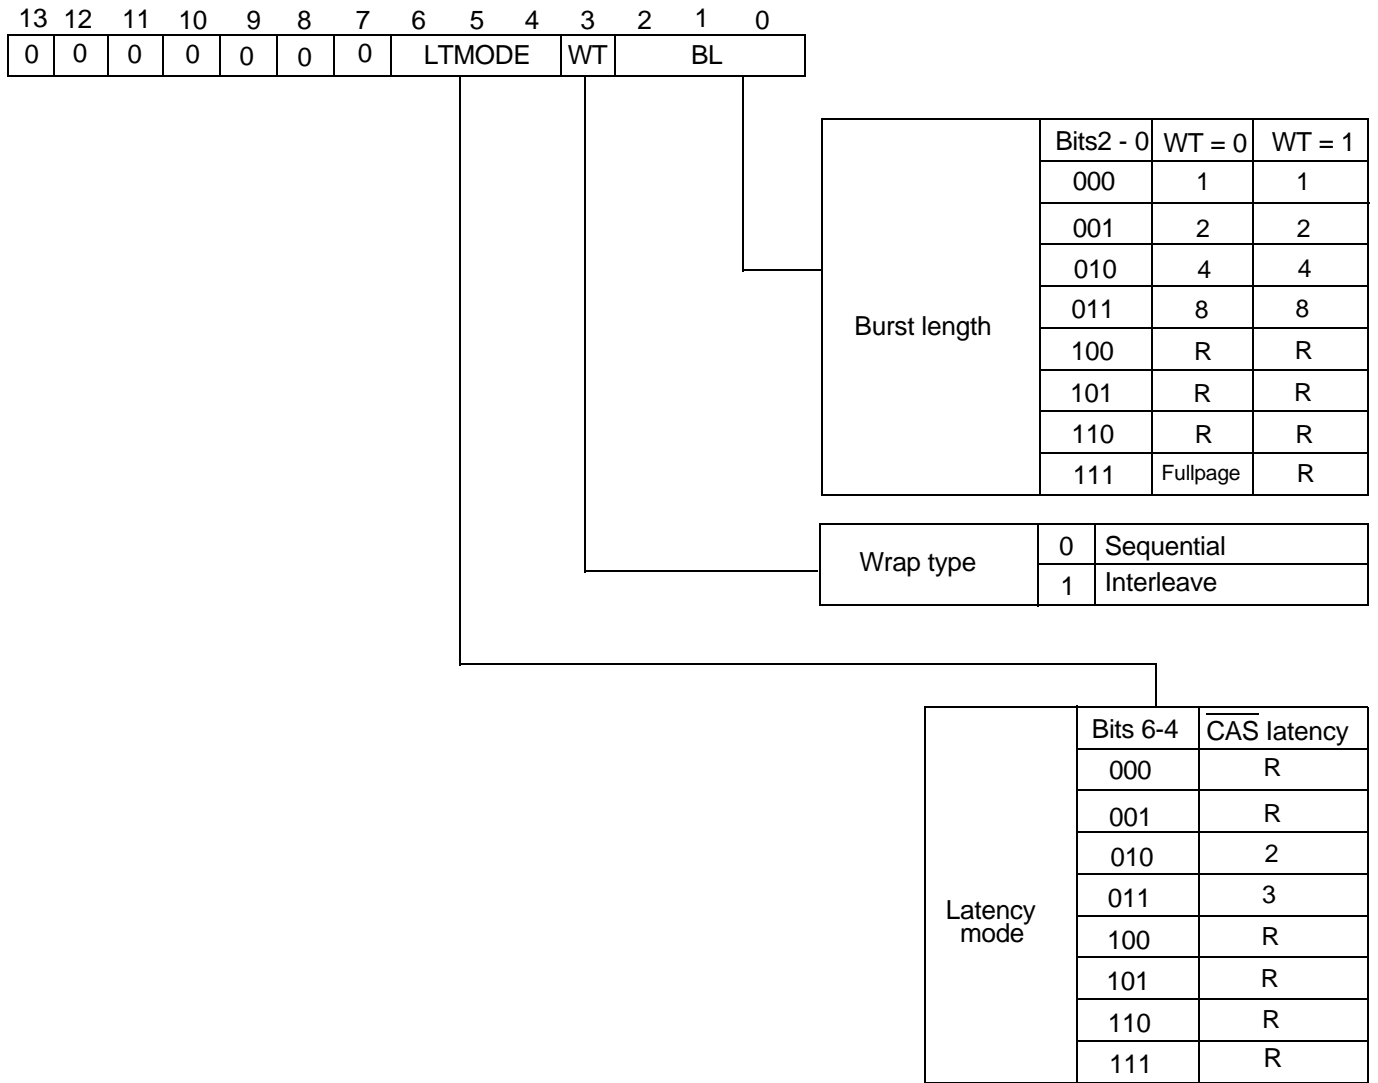 13 12 11 10 9 8 7 6 5 4 3 2 1 0
0 0 0 0 0 0 0 LTMODE WT BL
Burst length
Bits2 - 0 WT = 0 WT = 1
000 1 1
001 2 2
010 4 4
011 8 8
100 R R
101 R R
110 R R
111 Fullpage R
Wrap type
0 Sequential
1 Interleave
Latency
mode
Bits 6-4 C̅A̅S̅ latency
000 R
001 R
010 2
011 3
100 R
101 R
110 R
111 R